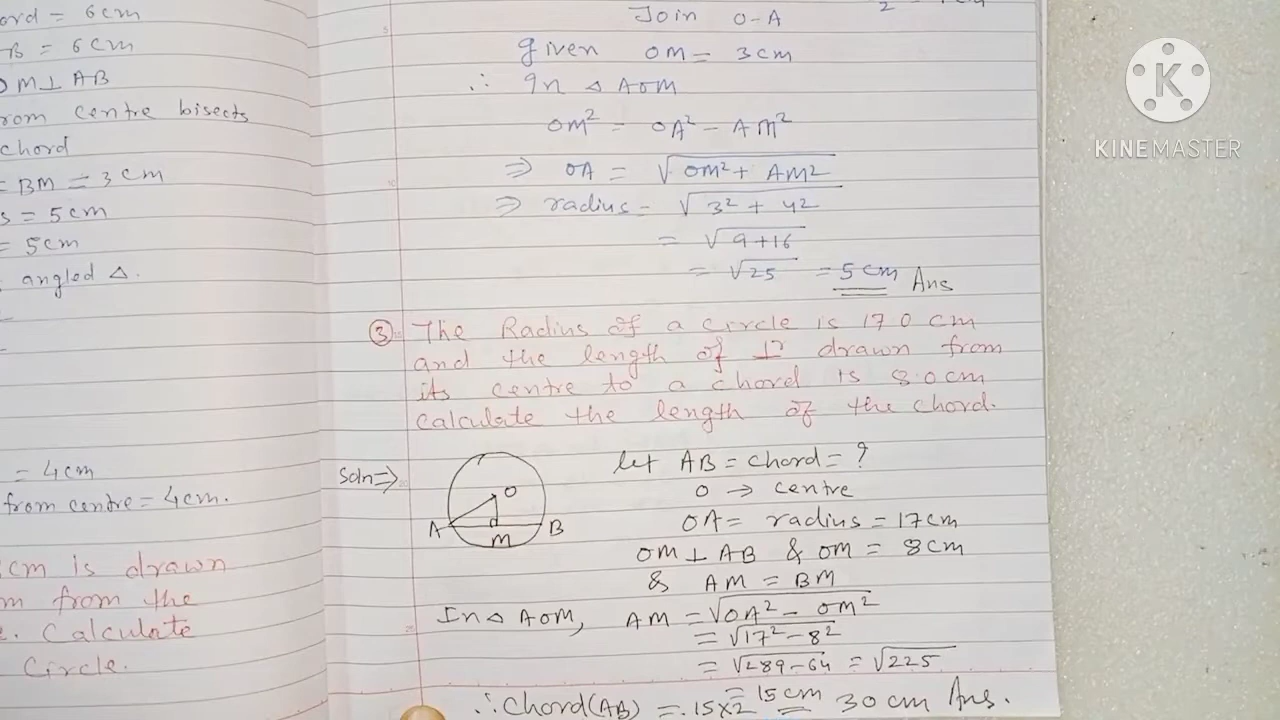 ord = 6cm
B = 6cm
OM⊥AB
rom centre bisects
chord
= BM = 3cm
s = 5cm
= 5cm
angled △.
= 4cm
from centre = 4cm.
cm is drawn
m from the
e. Calculate
Circle.
Join O-A
given OM = 3cm
∴ In △ AOM
OM² = OA² - AM²
⇒ OA = √OM² + AM²
⇒ radius = √3² + 4²
= √9+16
= √25 = 5cm Ans
③ The Radius of a circle is 17.0 cm
and the length of ⊥r drawn from
its centre to a chord is 8.0cm
calculate the length of the chord.
Soln⇒
let AB = chord = ?
O → centre
OA = radius = 17cm
OM ⊥ AB & OM = 8cm
& AM = BM
In △ AOM, AM = √OA² - OM²
= √17² - 8²
= √289-64 = √225
= 15cm
∴ chord(AB) = 15×2 30cm Ans.
O
A
M
B
K
KINEMASTER